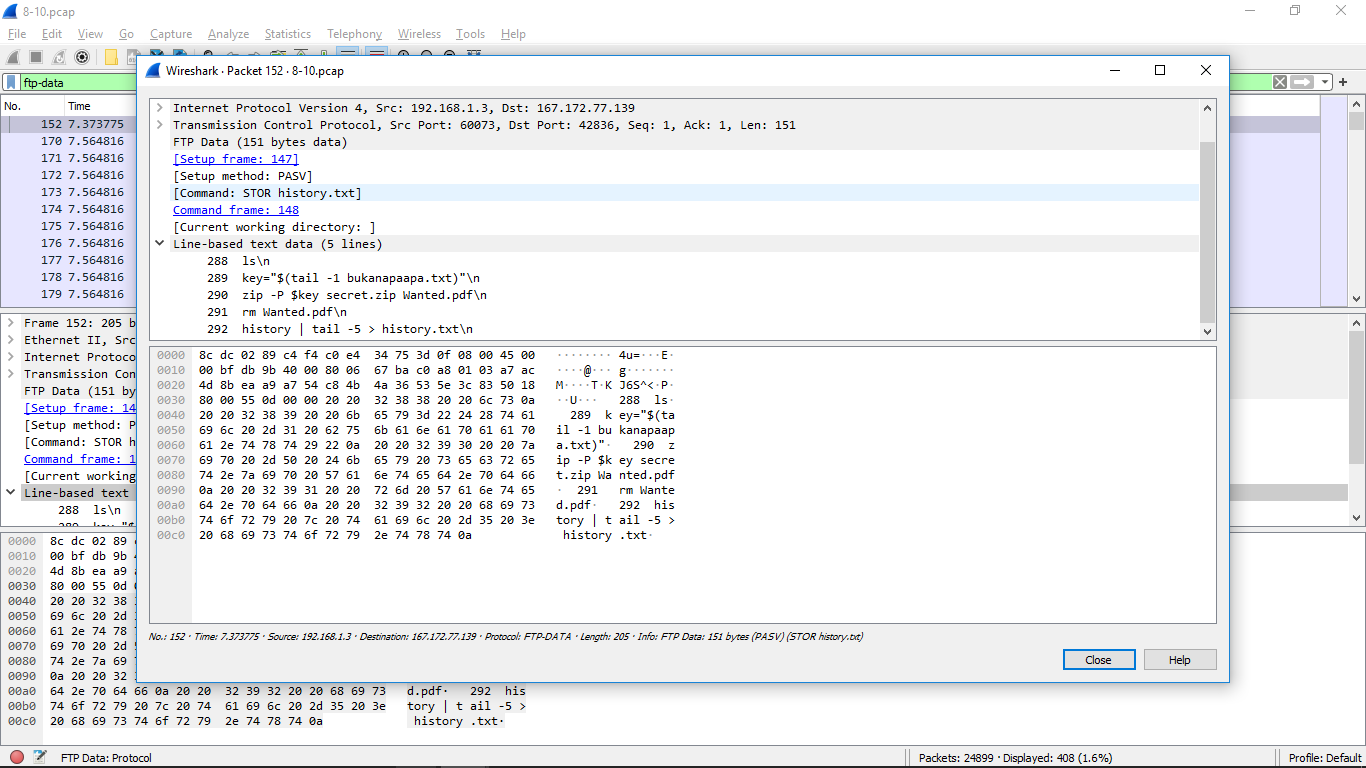 8-10.pcap
File Edit View Go Capture Analyze Statistics Telephony Wireless Tools Help
ftp-data
No. Time
152 7.373775
170 7.564816
171 7.564816
172 7.564816
173 7.564816
174 7.564816
175 7.564816
176 7.564816
177 7.564816
178 7.564816
179 7.564816
Frame 152: 205 b
Ethernet II, Src
Internet Protoco
Transmission Con
FTP Data (151 by
[Setup frame: 14
[Setup method: P
[Command: STOR h
Command frame: 1
[Current working
Line-based text
288 ls\n
289 key="$t
Wireshark · Packet 152 · 8-10.pcap
Internet Protocol Version 4, Src: 192.168.1.3, Dst: 167.172.77.139
Transmission Control Protocol, Src Port: 60073, Dst Port: 42836, Seq: 1, Ack: 1, Len: 151
FTP Data (151 bytes data)
[Setup frame: 147]
[Setup method: PASV]
[Command: STOR history.txt]
Command frame: 148
[Current working directory: ]
Line-based text data (5 lines)
288 ls\n
289 key="$(tail -1 bukanapaapa.txt)"\n
290 zip -P $key secret.zip Wanted.pdf\n
291 rm Wanted.pdf\n
292 history | tail -5 > history.txt\n
0000 8c dc 02 89 c4 f4 c0 e4 34 75 3d 0f 08 00 45 00 ········ 4u=···E·
0010 00 bf db 9b 40 00 80 06 67 ba c0 a8 01 03 a7 ac ····@··· g·······
0020 4d 8b ea a9 a7 54 c8 4b 4a 36 53 5e 3c 83 50 18 M····T·K J6S^<·P·
0030 80 00 55 0d 00 00 20 20 32 38 38 20 20 6c 73 0a ··U··· 288 ls·
0040 20 20 32 38 39 20 20 6b 65 79 3d 22 24 28 74 61 289 k ey="$(ta
0050 69 6c 20 2d 31 20 62 75 6b 61 6e 61 70 61 61 70 il -1 bu kanapaap
0060 61 2e 74 78 74 29 22 0a 20 20 32 39 30 20 20 7a a.txt)"· 290 z
0070 69 70 20 2d 50 20 24 6b 65 79 20 73 65 63 72 65 ip -P $k ey secre
0080 74 2e 7a 69 70 20 57 61 6e 74 65 64 2e 70 64 66 t.zip Wa nted.pdf
0090 0a 20 20 32 39 31 20 20 72 6d 20 57 61 6e 74 65 · 291 rm Wante
00a0 64 2e 70 64 66 0a 20 20 32 39 32 20 20 68 69 73 d.pdf· 292 his
00b0 74 6f 72 79 20 7c 20 74 61 69 6c 20 2d 35 20 3e tory | t ail -5 >
00c0 20 68 69 73 74 6f 72 79 2e 74 78 74 0a history .txt·
No.: 152 · Time: 7.373775 · Source: 192.168.1.3 · Destination: 167.172.77.139 · Protocol: FTP-DATA · Length: 205 · Info: FTP Data: 151 bytes (PASV) (STOR history.txt)
Close Help
0000 8c dc 02 89
0010 00 bf db 9b
0020 4d 8b ea a9
0030 80 00 55 0d
0040 20 20 32 38
0050 69 6c 20 2d
0060 61 2e 74 78
0070 69 70 20 2d
0080 74 2e 7a 69
0090 0a 20 20 32
00a0 64 2e 70 64 66 0a 20 20 32 39 32 20 20 68 69 73 d.pdf· 292 his
00b0 74 6f 72 79 20 7c 20 74 61 69 6c 20 2d 35 20 3e tory | t ail -5 >
00c0 20 68 69 73 74 6f 72 79 2e 74 78 74 0a history .txt·
FTP Data: Protocol Packets: 24899 · Displayed: 408 (1.6%) Profile: Default